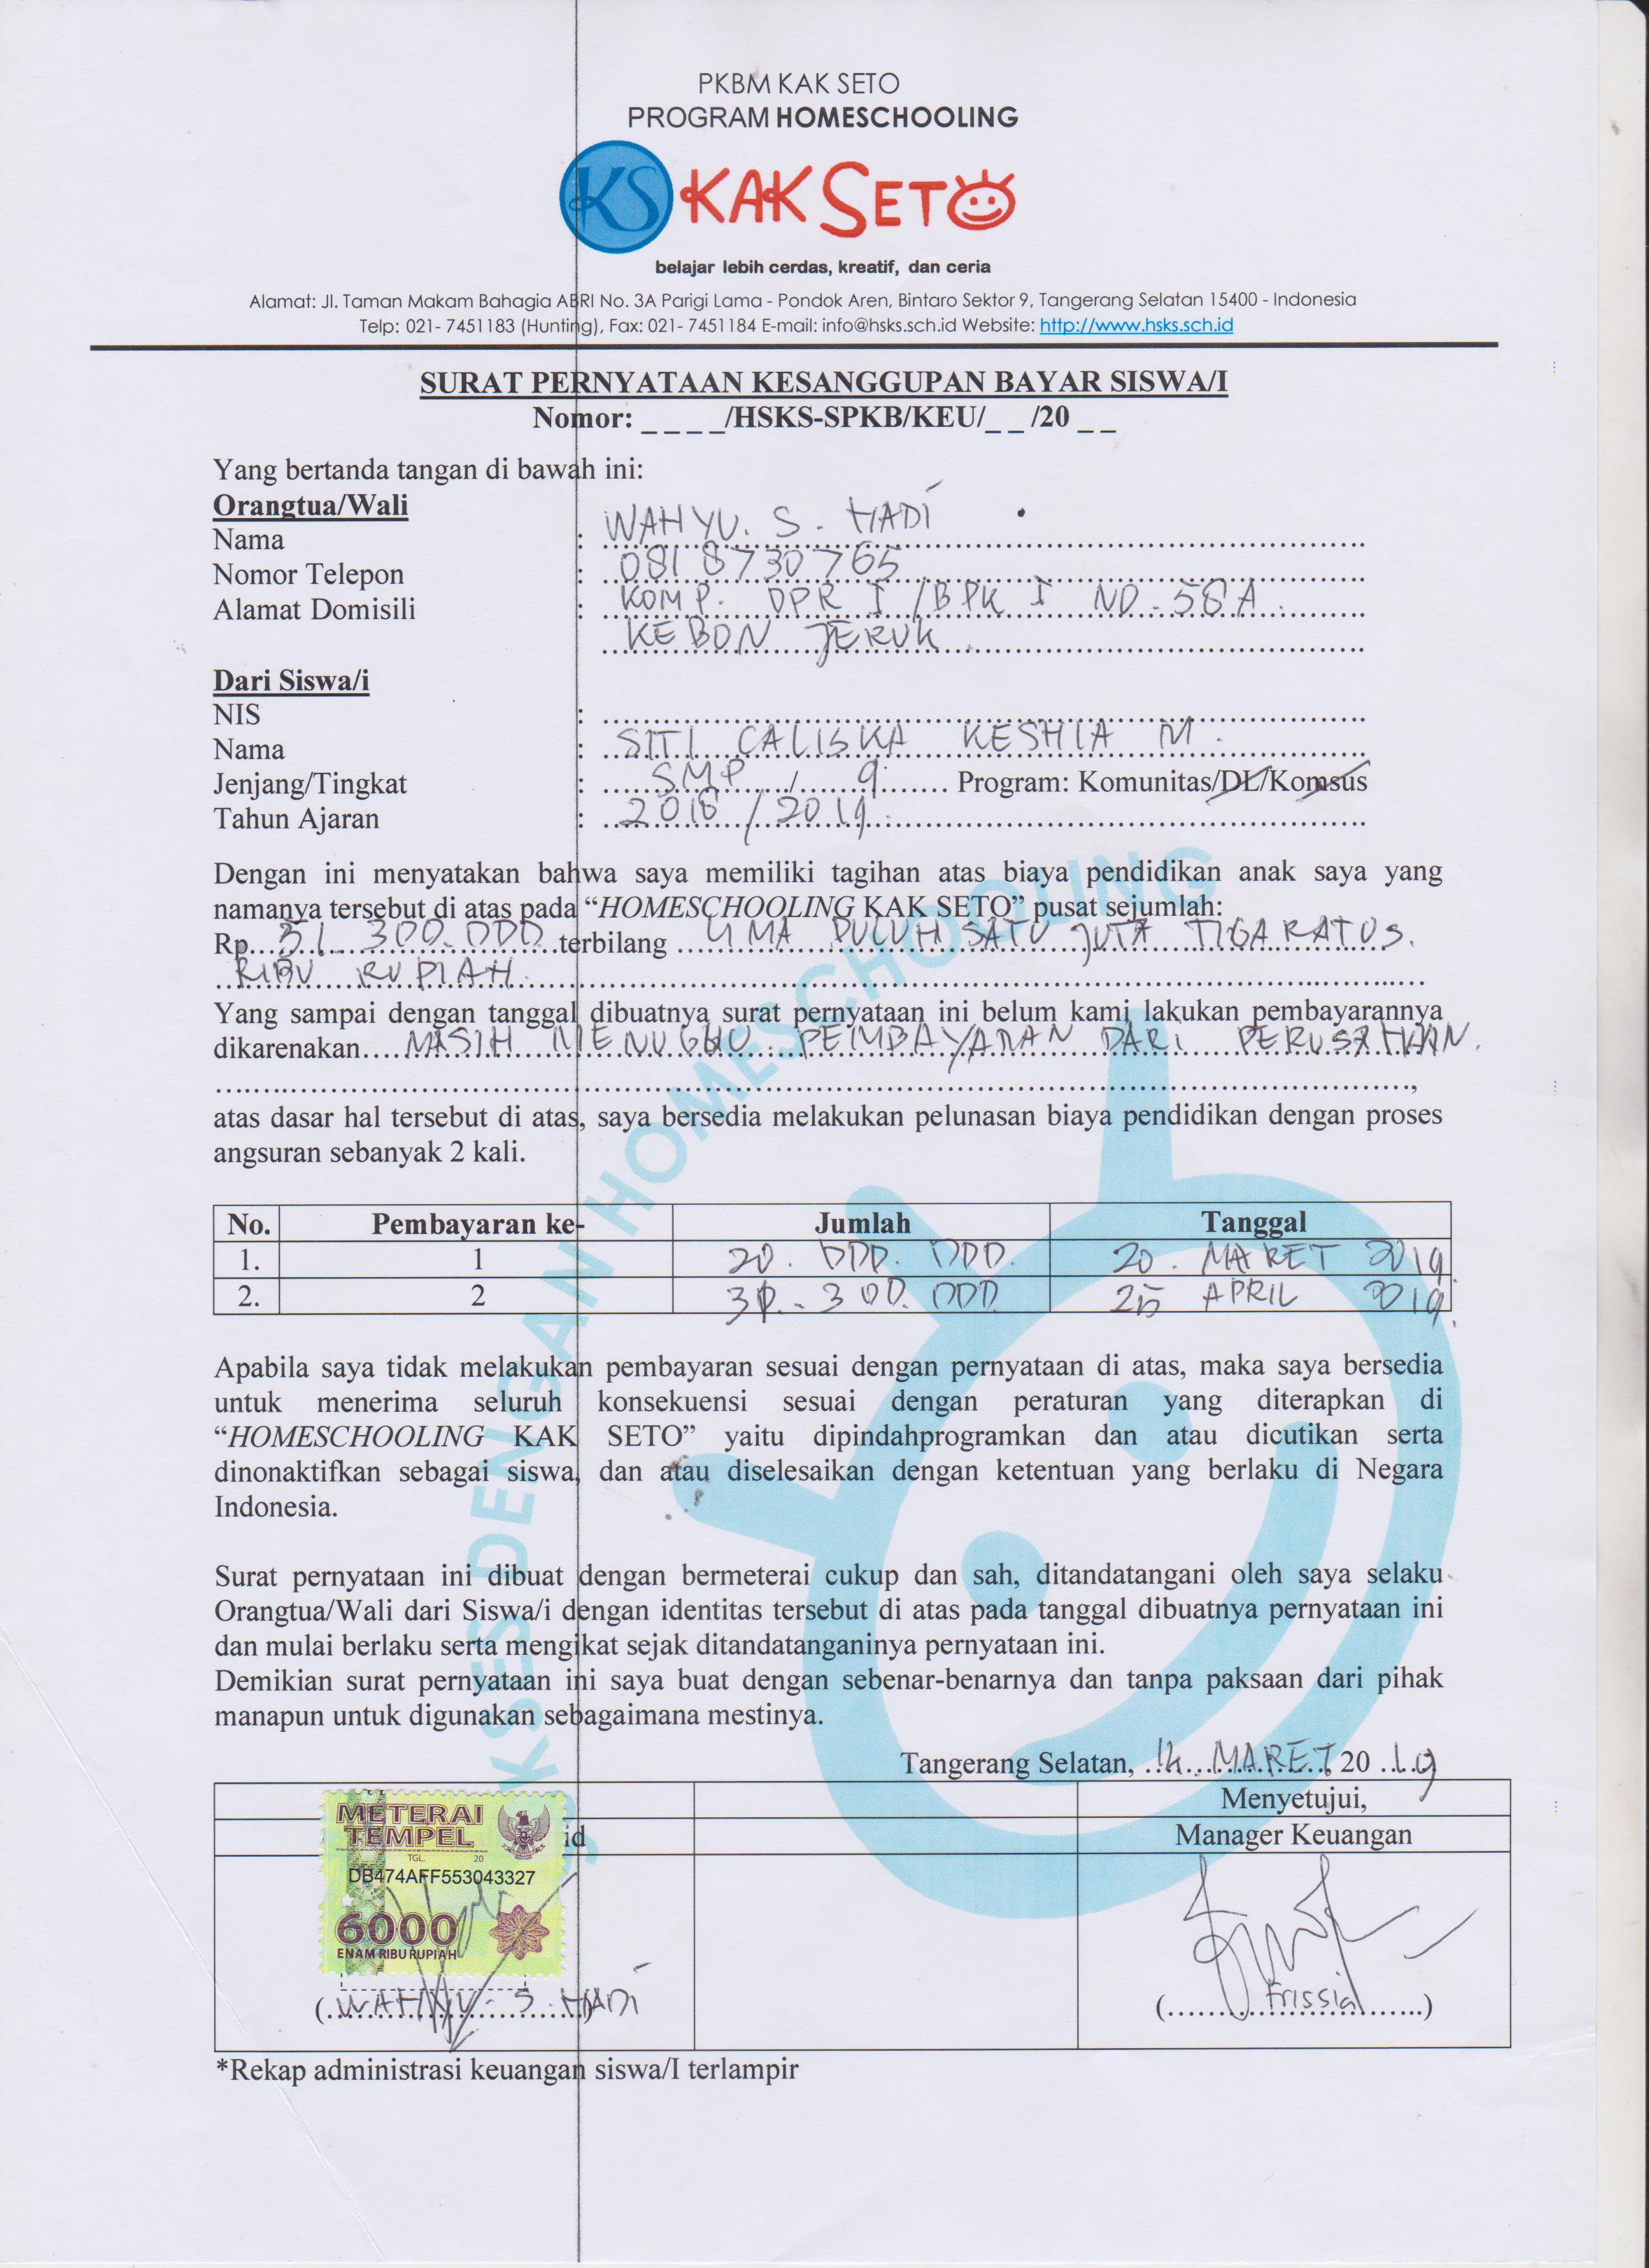 PKBM KAK SETO
PROGRAM HOMESCHOOLING
KS KAK SETO
belajar lebih cerdas, kreatif, dan ceria
Alamat: Jl. Taman Makam Bahagia ABRI No. 3A Parigi Lama - Pondok Aren, Bintaro Sektor 9, Tangerang Selatan 15400 - Indonesia
Telp: 021- 7451183 (Hunting), Fax: 021- 7451184 E-mail: info@hsks.sch.id Website: http://www.hsks.sch.id
SURAT PERNYATAAN KESANGGUPAN BAYAR SISWA/I
Nomor: _ _ _ _/HSKS-SPKB/KEU/_ _ /20 _ _
Yang bertanda tangan di bawah ini:
Orangtua/Wali
Nama : WAHYU. S. HADI
Nomor Telepon : 0818730765
Alamat Domisili : KOMP. DPR I /BPK I NO. 58A
KEBON JERUK
Dari Siswa/i
NIS :
Nama : SITI CALISKA KESHIA M.
Jenjang/Tingkat : SMP / 9 Program: Komunitas/DL/Komsus
Tahun Ajaran : 2018 / 2019
Dengan ini menyatakan bahwa saya memiliki tagihan atas biaya pendidikan anak saya yang
namanya tersebut di atas pada “HOMESCHOOLING KAK SETO” pusat sejumlah:
Rp. 51.300.000 terbilang LIMA PULUH SATU JUTA TIGA RATUS.
RIBU RUPIAH.
Yang sampai dengan tanggal dibuatnya surat pernyataan ini belum kami lakukan pembayarannya
dikarenakan MASIH MENUGGU PEMBAYARAN DARI PERUSAHAAN.
,
atas dasar hal tersebut di atas, saya bersedia melakukan pelunasan biaya pendidikan dengan proses
angsuran sebanyak 2 kali.
No. Pembayaran ke- Jumlah Tanggal
1. 1 20.000.000. 20. MARET 2019
2. 2 31.300.000 25 APRIL 2019.
Apabila saya tidak melakukan pembayaran sesuai dengan pernyataan di atas, maka saya bersedia
untuk menerima seluruh konsekuensi sesuai dengan peraturan yang diterapkan di
“HOMESCHOOLING KAK SETO” yaitu dipindahprogramkan dan atau dicutikan serta
dinonaktifkan sebagai siswa, dan atau diselesaikan dengan ketentuan yang berlaku di Negara
Indonesia.
Surat pernyataan ini dibuat dengan bermeterai cukup dan sah, ditandatangani oleh saya selaku
Orangtua/Wali dari Siswa/i dengan identitas tersebut di atas pada tanggal dibuatnya pernyataan ini
dan mulai berlaku serta mengikat sejak ditandatanganinya pernyataan ini.
Demikian surat pernyataan ini saya buat dengan sebenar-benarnya dan tanpa paksaan dari pihak
manapun untuk digunakan sebagaimana mestinya.
Tangerang Selatan, 14 MARET 20 19
Menyetujui,
id Manager Keuangan
METERAI
TEMPEL
TGL. 20
DB474AFF553043327
6000
ENAM RIBU RUPIAH
(WAHYU. S. HADI) (Frissia)
*Rekap administrasi keuangan siswa/I terlampir
KSES DENGAN HOMESCHOOLING